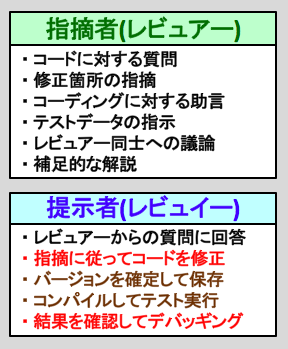 指摘者(レビュアー)
・コードに対する質問
・修正箇所の指摘
・コーディングに対する助言
・テストデータの指示
・レビュアー同士への議論
・補足的な解説
提示者(レビュイー)
・レビュアーからの質問に回答
・指摘に従ってコードを修正
・バージョンを確定して保存
・コンパイルしてテスト実行
・結果を確認してデバッギング